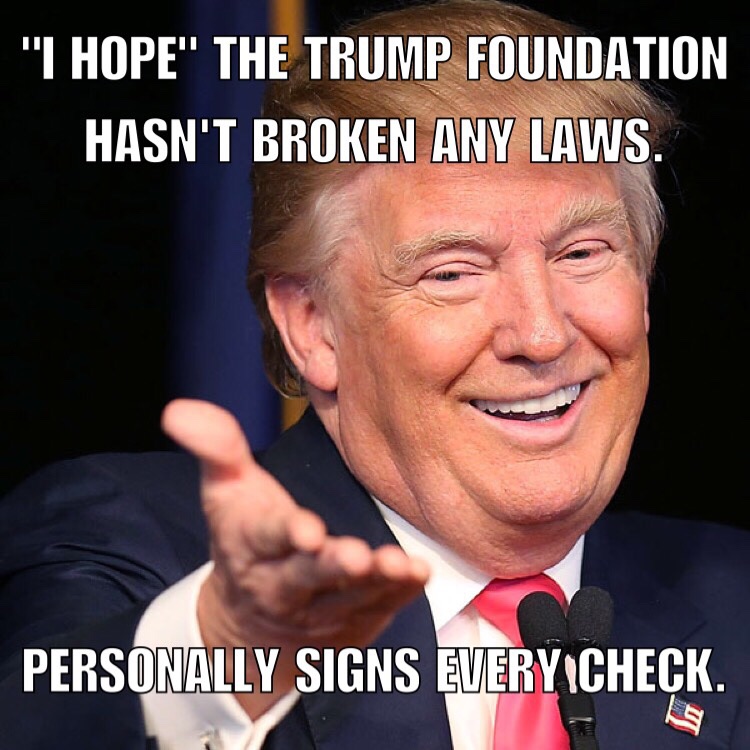 "I HOPE" THE TRUMP FOUNDATION
HASN'T BROKEN ANY LAWS.
PERSONALLY SIGNS EVERY CHECK.